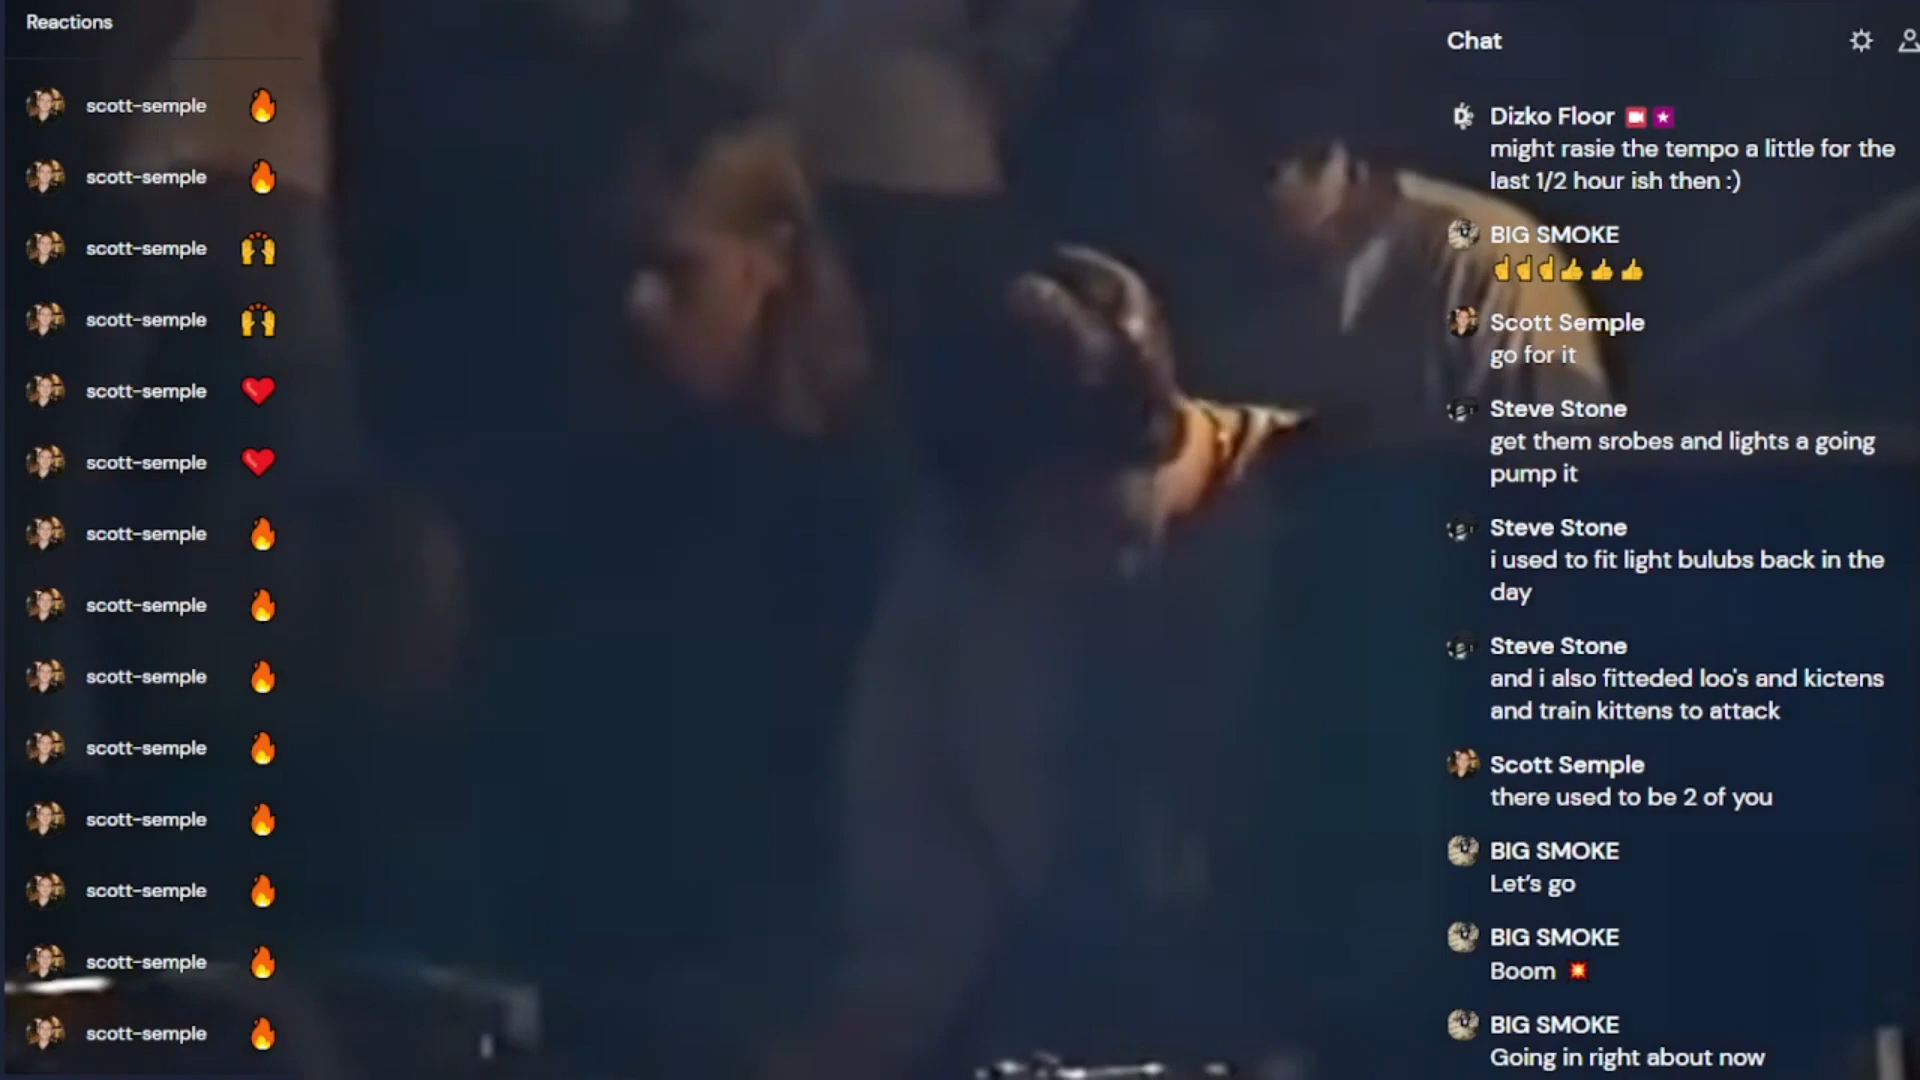 Reactions
scott-semple 🔥
scott-semple 🔥
scott-semple 🙌
scott-semple 🙌
scott-semple ❤️
scott-semple ❤️
scott-semple 🔥
scott-semple 🔥
scott-semple 🔥
scott-semple 🔥
scott-semple 🔥
scott-semple 🔥
scott-semple 🔥
scott-semple 🔥
Chat
Dizko Floor
might rasie the tempo a little for the
last 1/2 hour ish then :)
BIG SMOKE
☝️☝️☝️👍👍👍
Scott Semple
go for it
Steve Stone
get them srobes and lights a going
pump it
Steve Stone
i used to fit light bulubs back in the
day
Steve Stone
and i also fitteded loo's and kictens
and train kittens to attack
Scott Semple
there used to be 2 of you
BIG SMOKE
Let's go
BIG SMOKE
Boom 💥
BIG SMOKE
Going in right about now